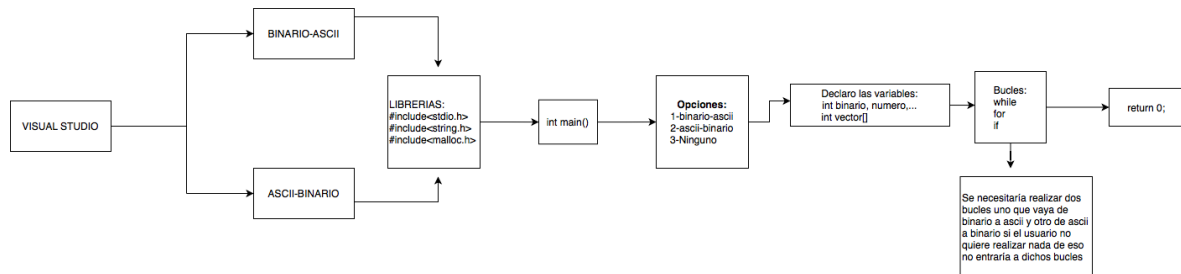 VISUAL STUDIO
BINARIO-ASCII
ASCII-BINARIO
LIBRERIAS:
#include<stdio.h>
#include<string.h>
#include<malloc.h>
int main()
Opciones:
1-binario-ascii
2-ascii-binario
3-Ninguno
Declaro las variables:
int binario, numero,...
int vector[]
Bucles:
while
for
if
return 0;
Se necesitaría realizar dos
bucles uno que vaya de
binario a ascii y otro de ascii
a binario si el usuario no
quiere realizar nada de eso
no entraría a dichos bucles